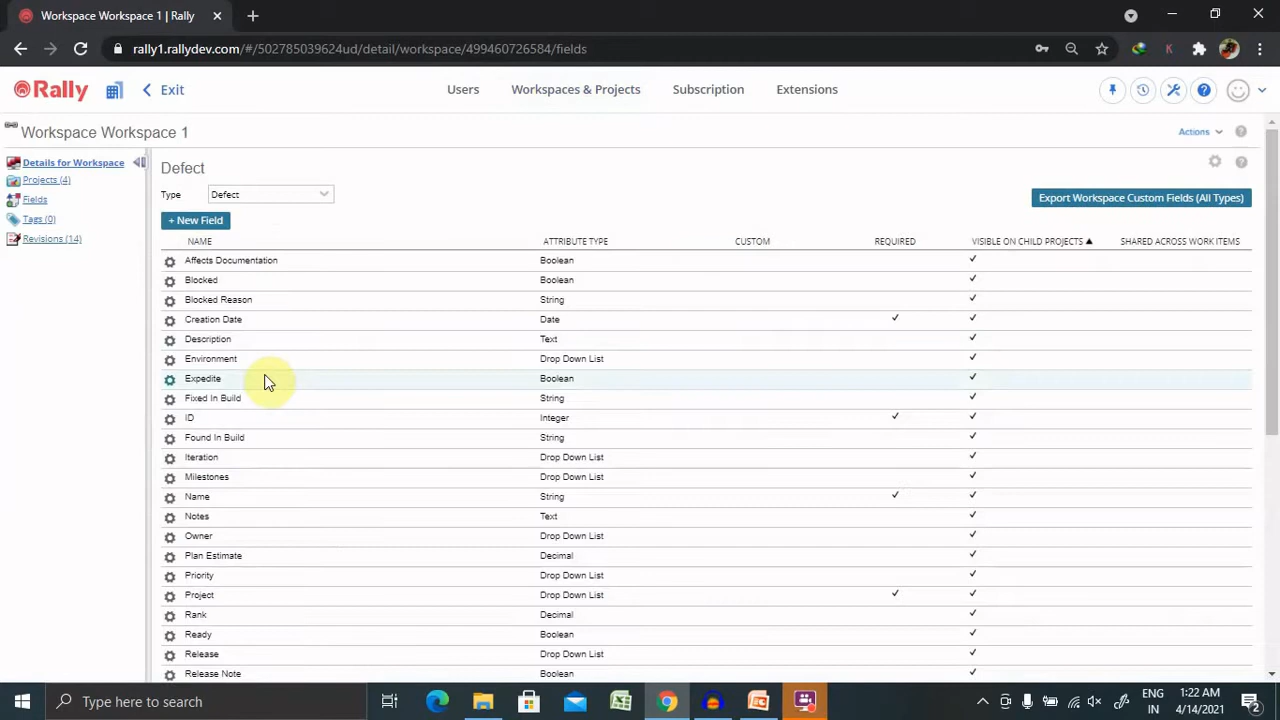 Workspace Workspace 1 | Rally
rally1.rallydev.com/#/502785039624ud/detail/workspace/499460726584/fields
K
Rally
Exit
Users
Workspaces & Projects
Subscription
Extensions
Workspace Workspace 1
Actions
Details for Workspace
Projects (4)
Fields
Tags (0)
Revisions (14)
Defect
Type Defect
Export Workspace Custom Fields (All Types)
+ New Field
NAME ATTRIBUTE TYPE CUSTOM REQUIRED VISIBLE ON CHILD PROJECTS SHARED ACROSS WORK ITEMS
Affects Documentation Boolean
Blocked Boolean
Blocked Reason String
Creation Date Date
Description Text
Environment Drop Down List
Expedite Boolean
Fixed In Build String
ID Integer
Found In Build String
Iteration Drop Down List
Milestones Drop Down List
Name String
Notes Text
Owner Drop Down List
Plan Estimate Decimal
Priority Drop Down List
Project Drop Down List
Rank Decimal
Ready Boolean
Release Drop Down List
Release Note Boolean
Type here to search
ENG
IN
1:22 AM
4/14/2021
2